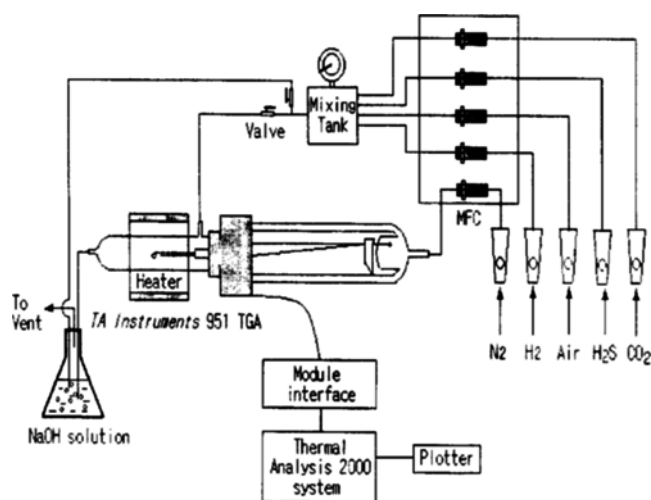 Mixing
Tank
Valve
MFC
Heater
To
Vent
TA Instruments 951 TGA
N2 H2 Air H₂S CO₂
NaOH solution
Module
interface
Thermal
Analysis 2000
system
Plotter